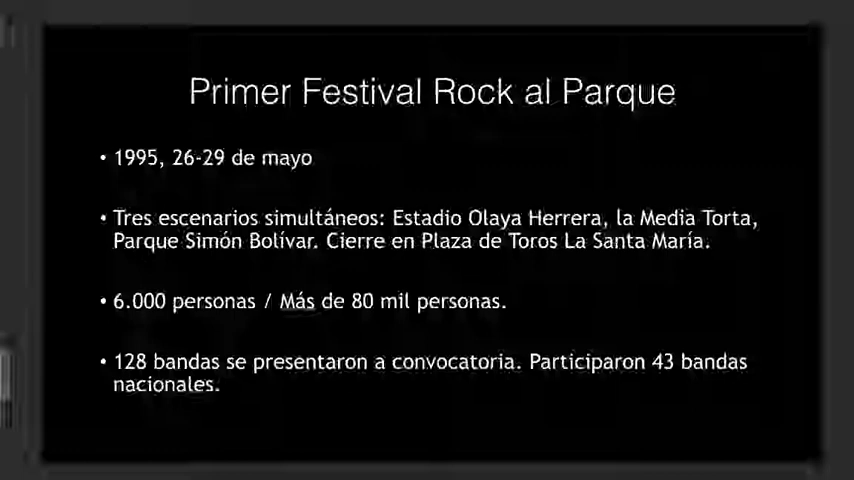 Primer Festival Rock al Parque
• 1995, 26-29 de mayo
• Tres escenarios simultáneos: Estadio Olaya Herrera, la Media Torta,
Parque Simón Bolívar. Cierre en Plaza de Toros La Santa María.
• 6.000 personas / Más de 80 mil personas.
• 128 bandas se presentaron a convocatoria. Participaron 43 bandas
nacionales.